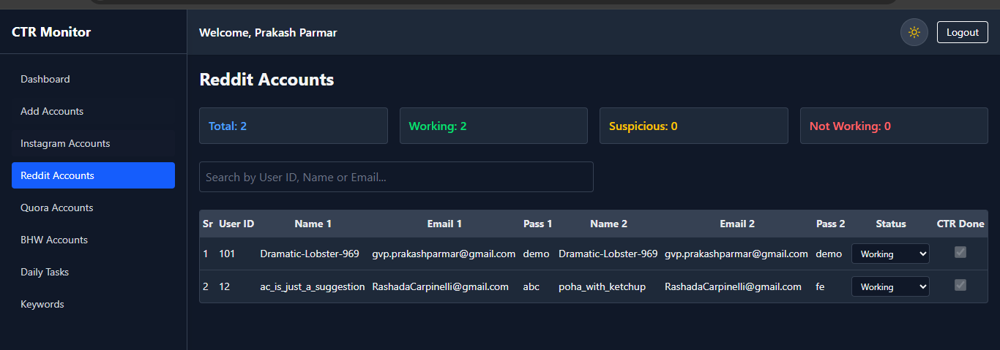 CTR Monitor
Welcome, Prakash Parmar
Logout
Dashboard
Add Accounts
Instagram Accounts
Reddit Accounts
Quora Accounts
BHW Accounts
Daily Tasks
Keywords
Reddit Accounts
Total: 2
Working: 2
Suspicious: 0
Not Working: 0
Search by User ID, Name or Email...
Sr User ID Name 1 Email 1 Pass 1 Name 2 Email 2 Pass 2 Status CTR Done
1 101 Dramatic-Lobster-969 gvp.prakashparmar@gmail.com demo Dramatic-Lobster-969 gvp.prakashparmar@gmail.com demo Working
2 12 ac_is_just_a_suggestion RashadaCarpinelli@gmail.com abc poha_with_ketchup RashadaCarpinelli@gmail.com fe Working